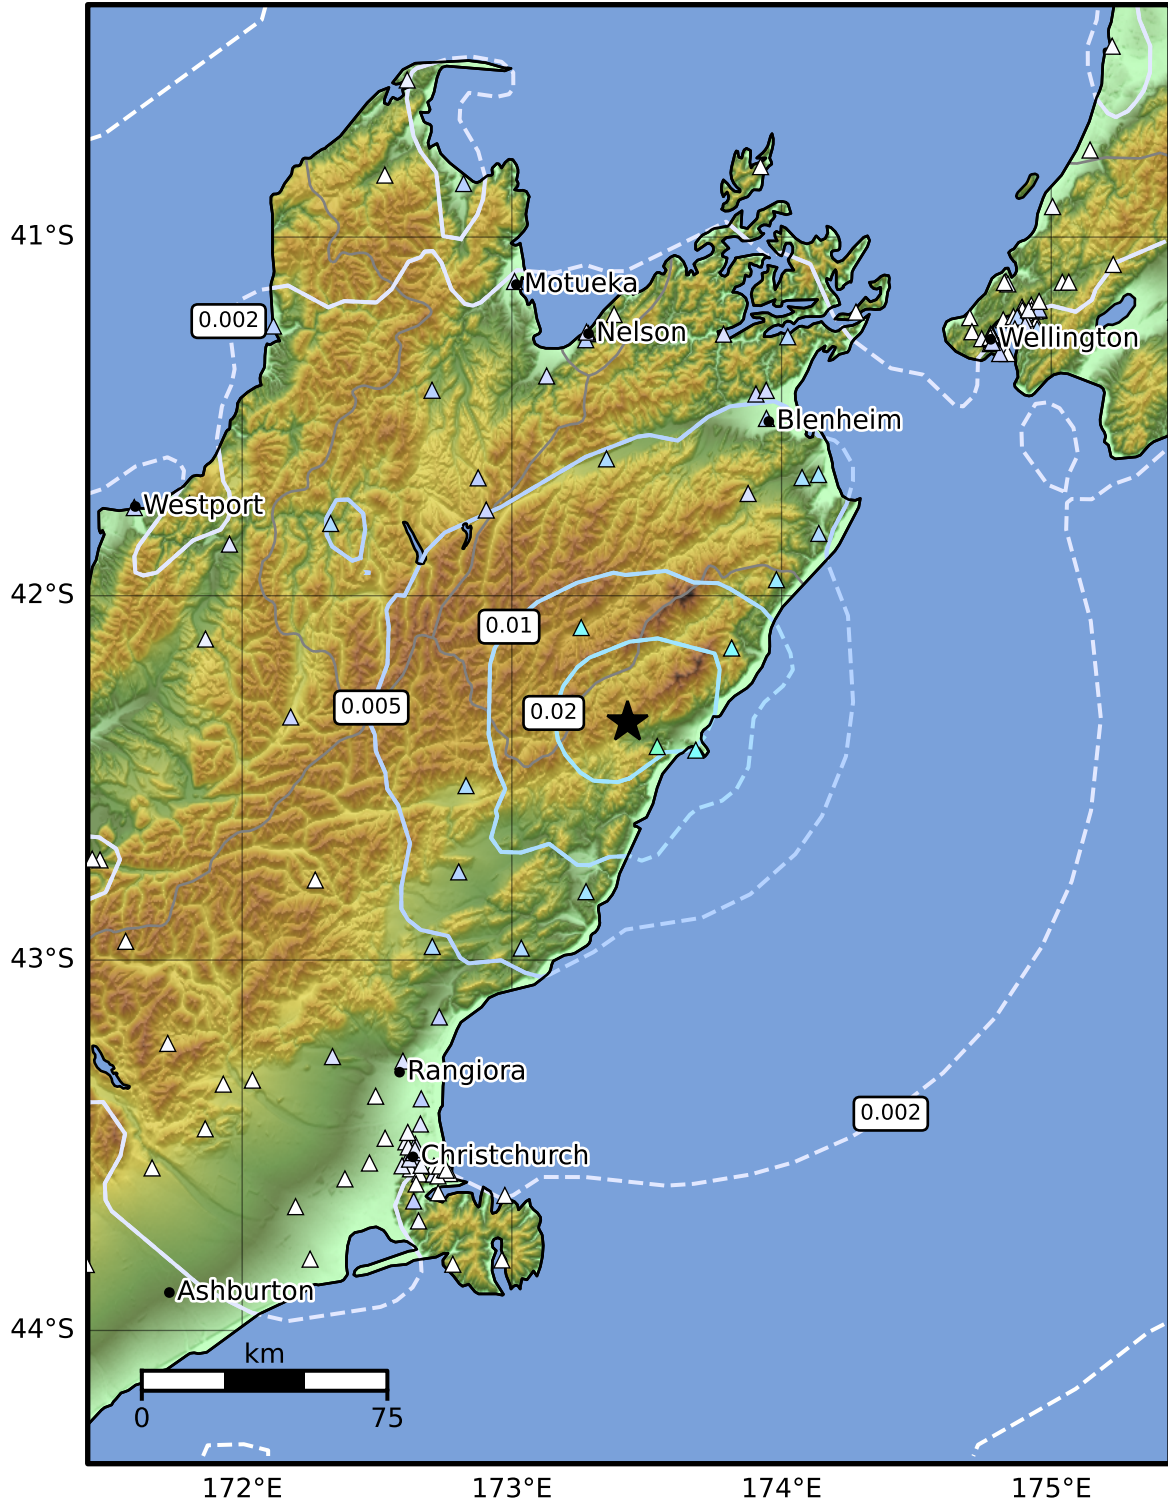 41°S
Motueka
0.002
Nelson
Wellington
Blenheim
Westport
42°S
0.01
0.005
0.02
43°S
Rangiora
0.002
Christchurch
Ashburton
44°S
km
0 75
172°E 173°E 174°E 175°E